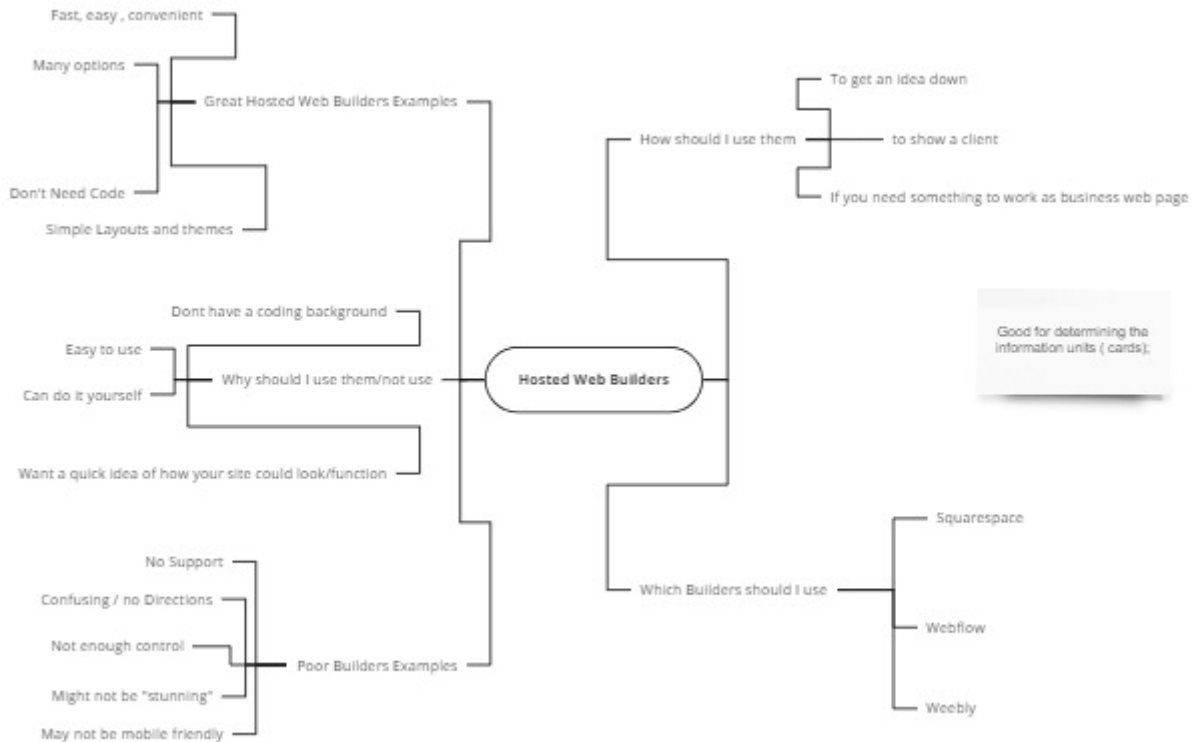 Fast, easy , convenient
Many options
Great Hosted Web Builders Examples
Don't Need Code
Simple Layouts and themes
Dont have a coding background
Easy to use
Why should I use them/not use
Can do it yourself
Want a quick idea of how your site could look/function
No Support
Confusing / no Directions
Not enough control
Poor Builders Examples
Might not be "stunning"
May not be mobile friendly
Hosted Web Builders
To get an idea down
How should I use them
to show a client
If you need something to work as business web page
Good for determining the
information units ( cards);
Squarespace
Which Builders should I use
Webflow
Weebly